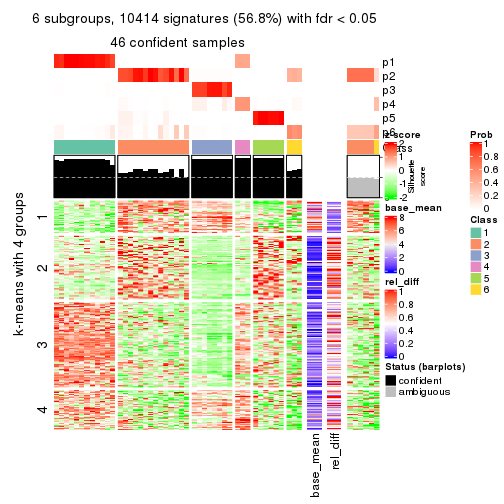 6 subgroups, 10414 signatures (56.8%) with fdr < 0.05
46 confident samples
p1
p2
p3
p4
p5
p6
Class
z-score
2
1
0
-1
-2
Silhouette
score
Prob
1
0.8
0.6
0.4
0.2
0
base_mean
8
6
4
2
0
Class
1
2
3
4
5
6
rel_diff
1
0.8
0.6
0.4
0.2
0
Status (barplots)
confident
ambiguous
k-means with 4 groups
1
2
3
4
base_mean
rel_diff